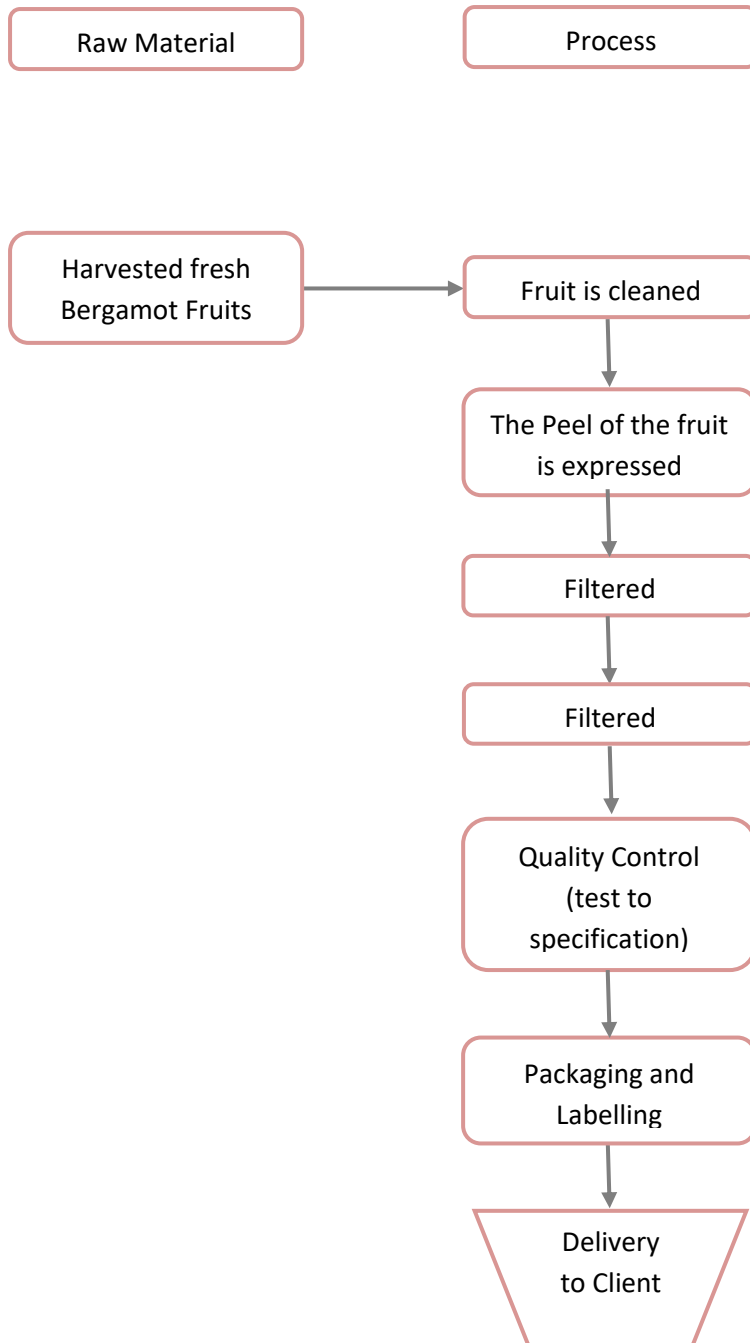 Raw Material
Process
Harvested fresh
Bergamot Fruits
Fruit is cleaned
The Peel of the fruit
is expressed
Filtered
Filtered
Quality Control
(test to
specification)
Packaging and
Labelling
Delivery
to Client